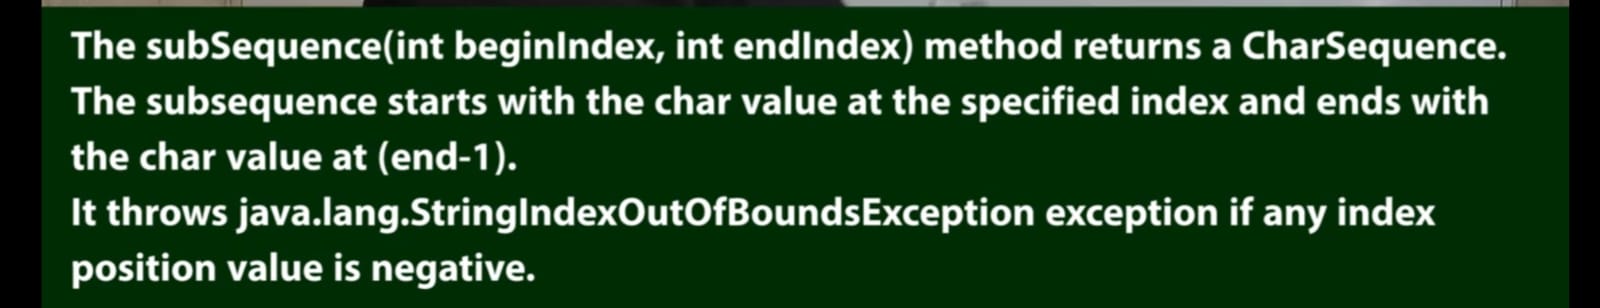 The subSequence(int beginIndex, int endIndex) method returns a CharSequence.
The subsequence starts with the char value at the specified index and ends with
the char value at (end-1).
It throws java.lang.StringIndexOutOfBoundsException exception if any index
position value is negative.